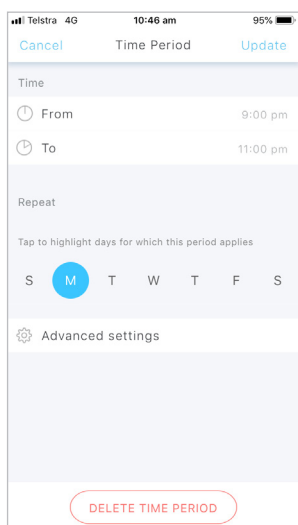 Telstra 4G 10:46 am 95%
Cancel Time Period Update
Time
From 9:00 pm
To 11:00 pm
Repeat
Tap to highlight days for which this period applies
S M T W T F S
Advanced settings
DELETE TIME PERIOD